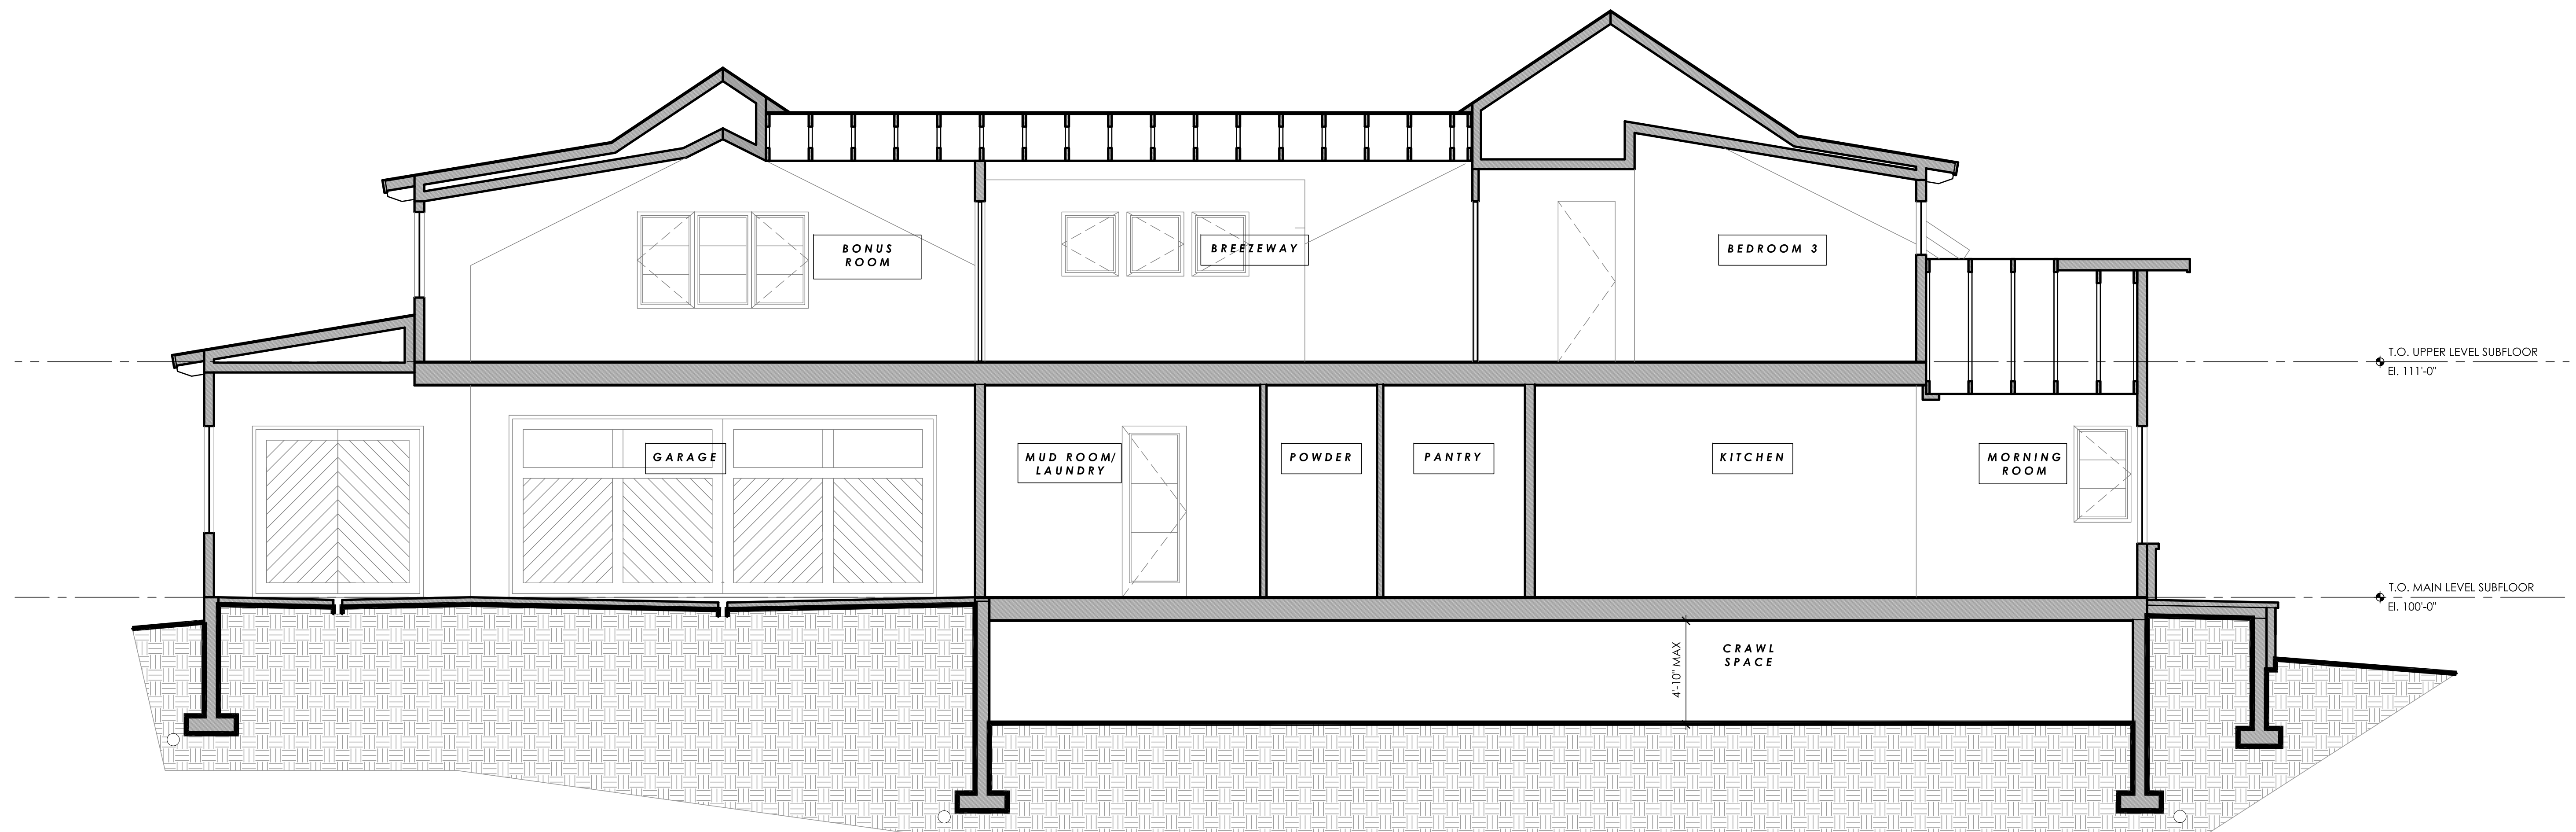 BONUS
ROOM
BREEZEWAY
BEDROOM 3
T.O. UPPER LEVEL SUBFLOOR
El. 111'-0"
GARAGE
MUD ROOM/
LAUNDRY
POWDER
PANTRY
KITCHEN
MORNING
ROOM
T.O. MAIN LEVEL SUBFLOOR
El. 100'-0"
4'-10" MAX
CRAWL
SPACE